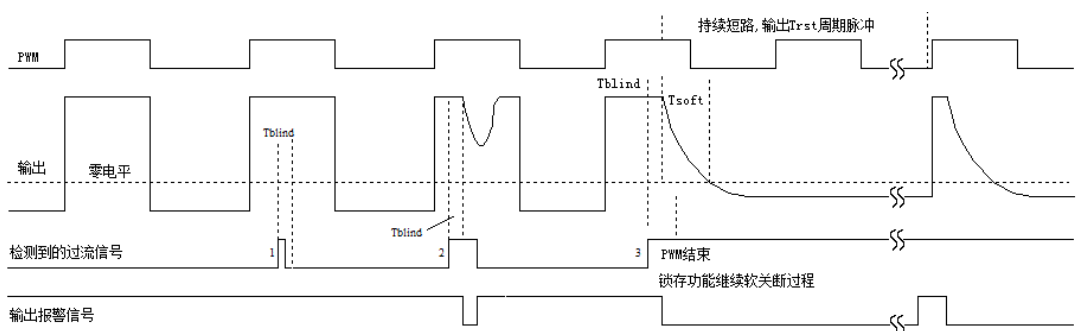 持续短路,输出Trst周期脉冲
PWM
Tblind
Tsoft
Tblind
输出
零电平
Tblind
检测到的过流信号
1
2
3
PWM结束
锁存功能继续软关断过程
输出报警信号